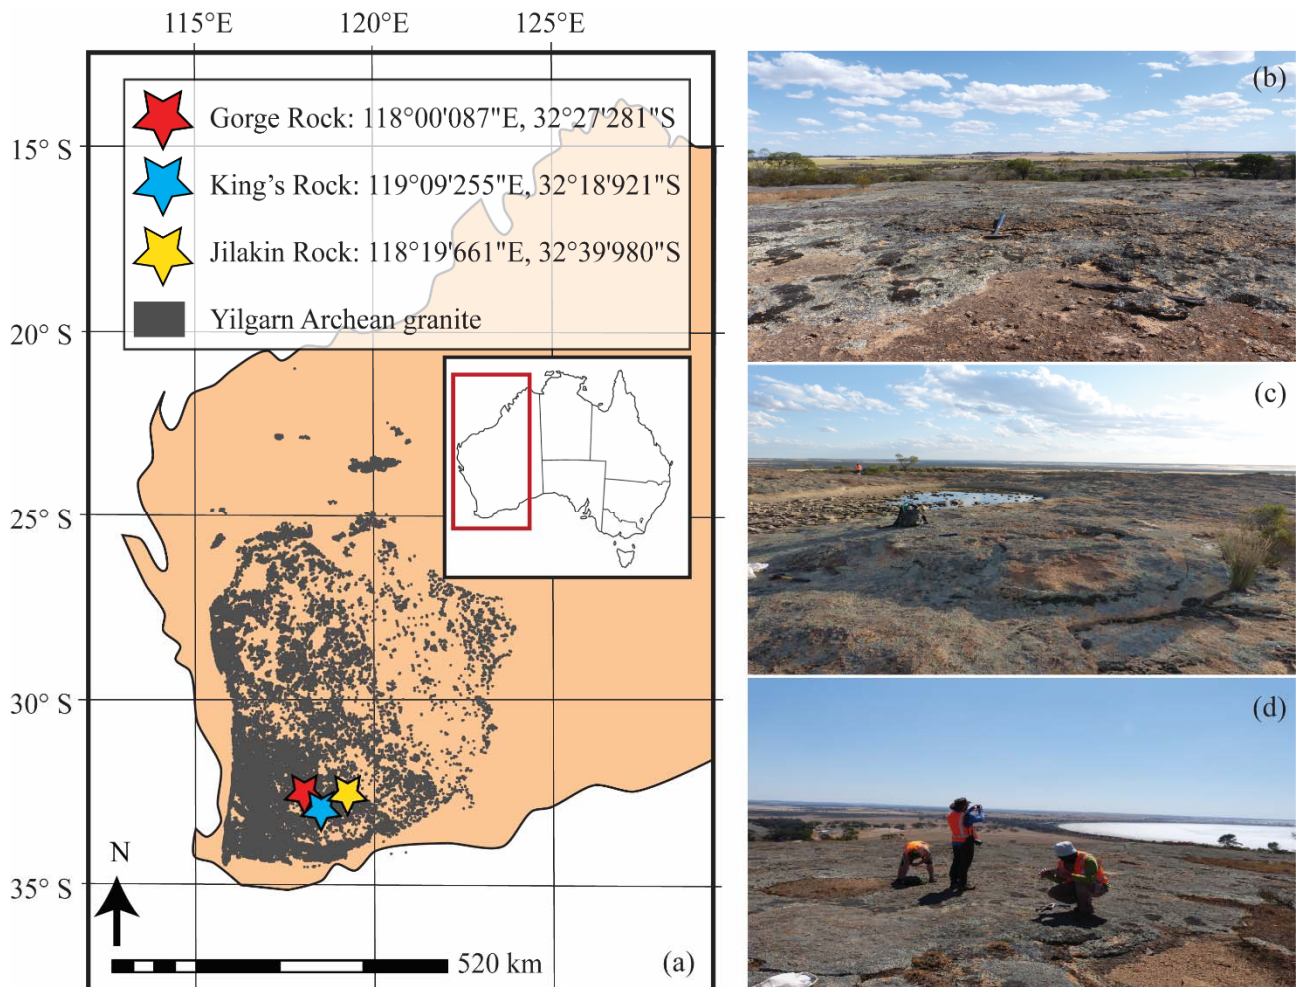 115°E 120°E 125°E
Gorge Rock: 118°00'087"E, 32°27'281"S
15° S
King's Rock: 119°09'255"E, 32°18'921"S
Jilakin Rock: 118°19'661"E, 32°39'980"S
Yilgarn Archean granite
20° S
25° S
30° S
35° S
N
520 km
(a)
(b)
(c)
(d)